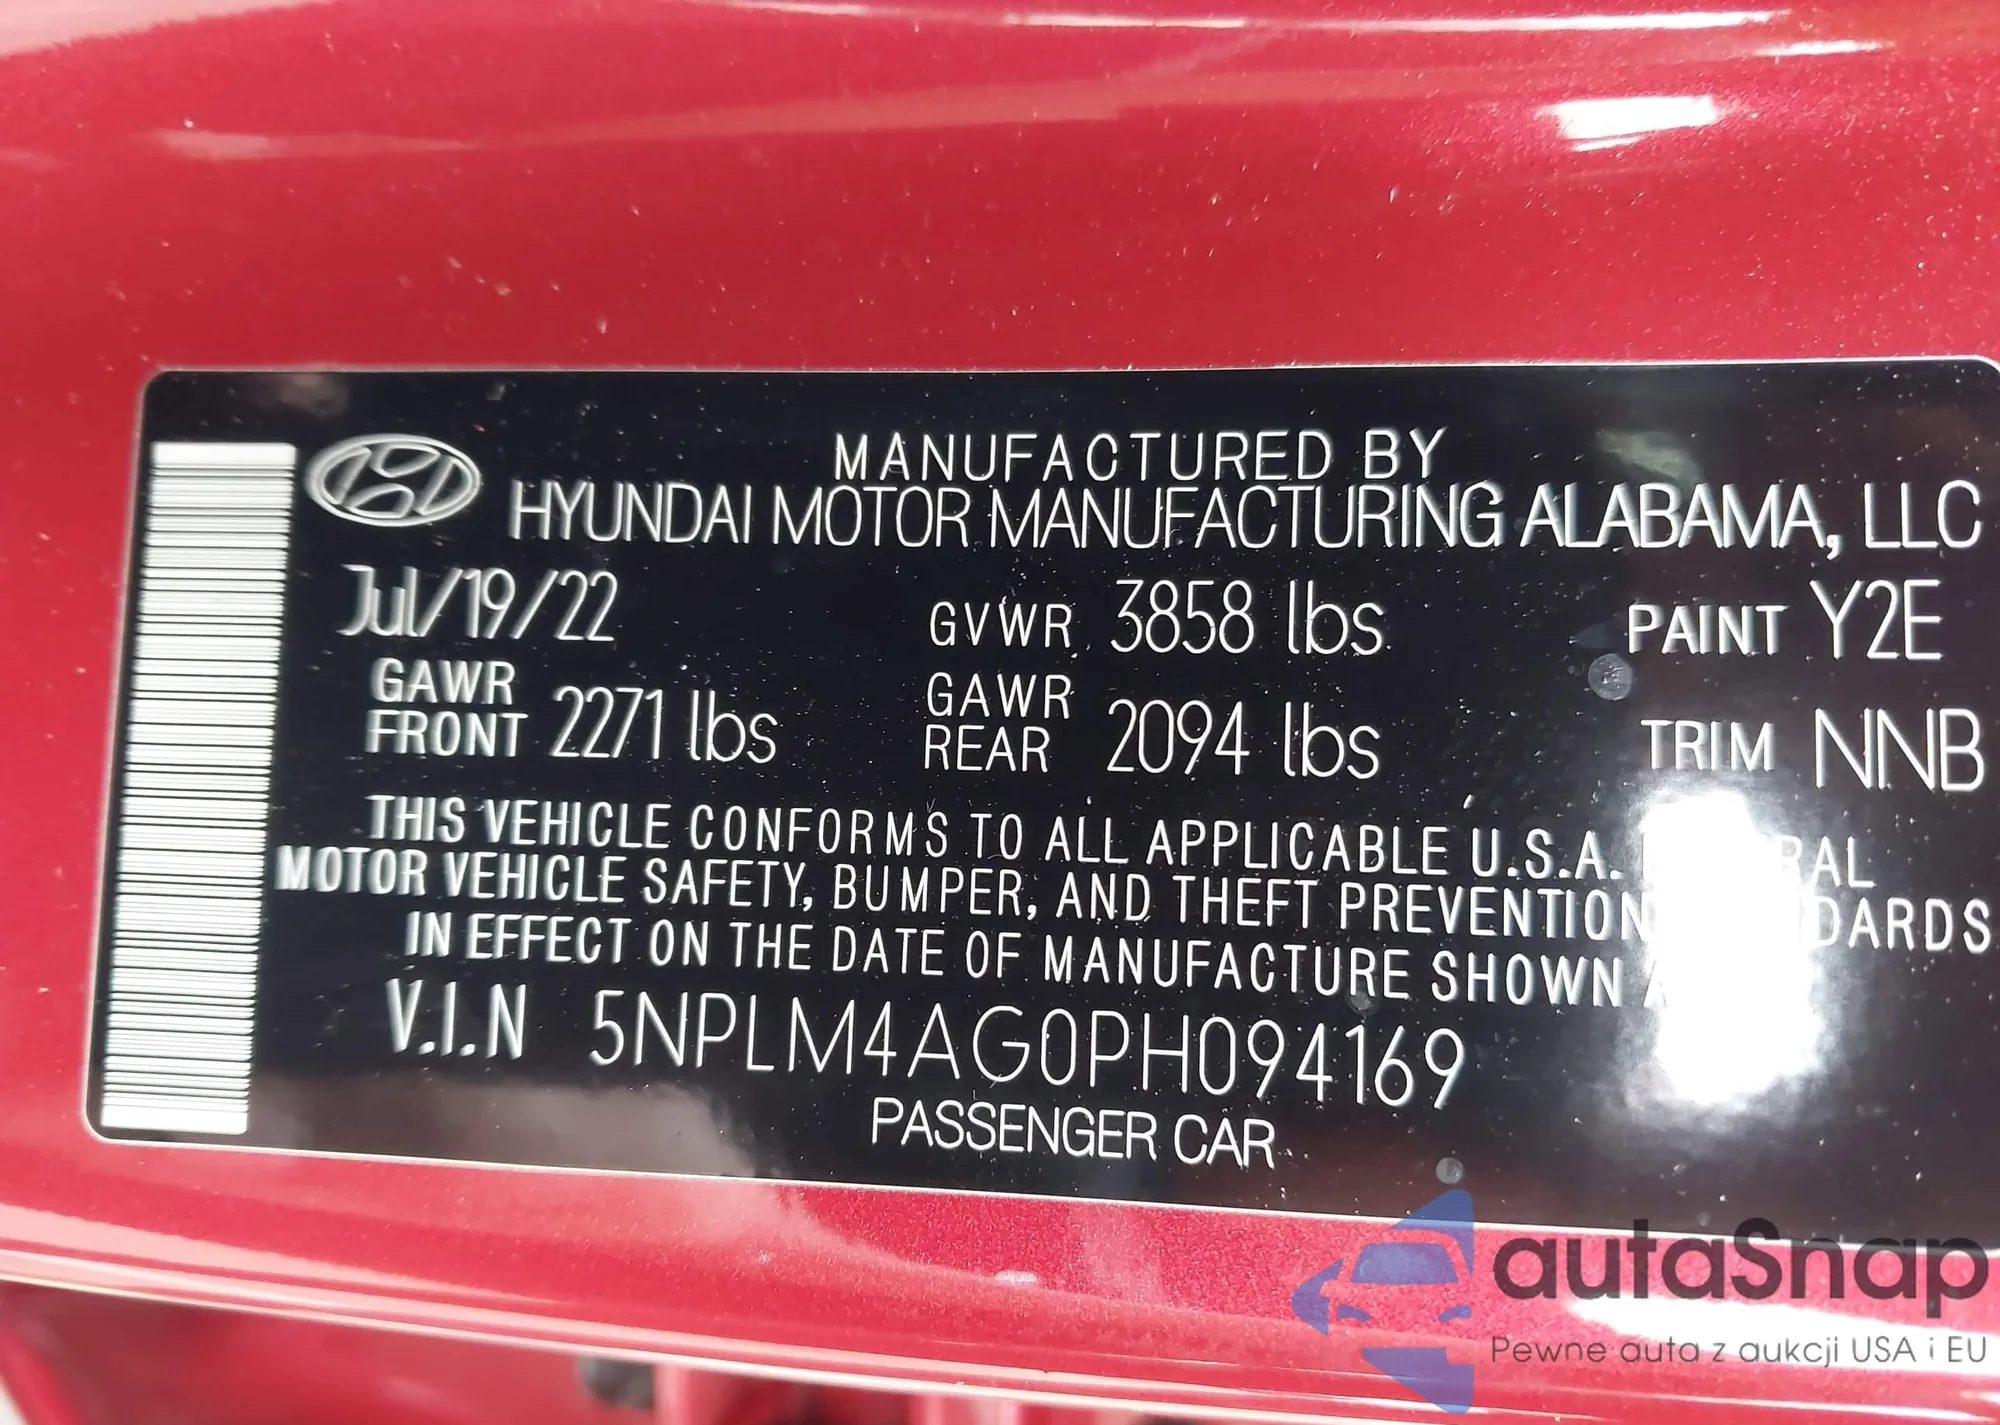 MANUFACTURED BY
HYUNDAI MOTOR MANUFACTURING ALABAMA, LLC
Jul/19/22 GVWR 3858 lbs PAINT Y2E
GAWR FRONT 2271 lbs GAWR REAR 2094 lbs TRIM NNB
THIS VEHICLE CONFORMS TO ALL APPLICABLE U.S.A.
MOTOR VEHICLE SAFETY, BUMPER, AND THEFT PREVENTION
IN EFFECT ON THE DATE OF MANUFACTURE SHOWN
V.I.N 5NPLM4AG0PH094169
PASSENGER CAR
autaSnap
Pewne auta z aukcji USA i EU